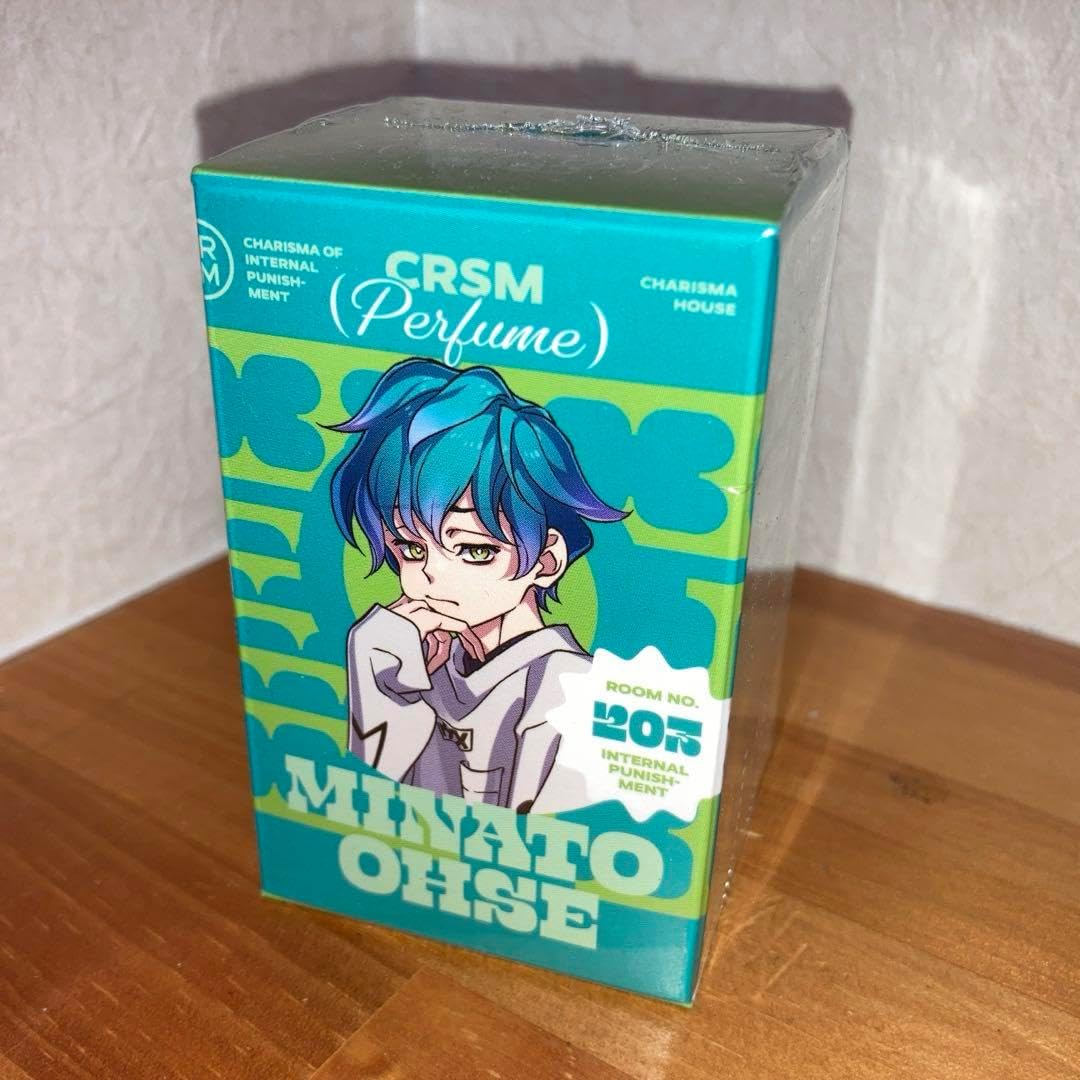 R
M
CHARISMA OF
INTERNAL
PUNISH-
MENT
CRSM
(Perfume)
CHARISMA
HOUSE
ROOM NO.
203
INTERNAL
PUNISH-
MENT
MINATO
OHSE